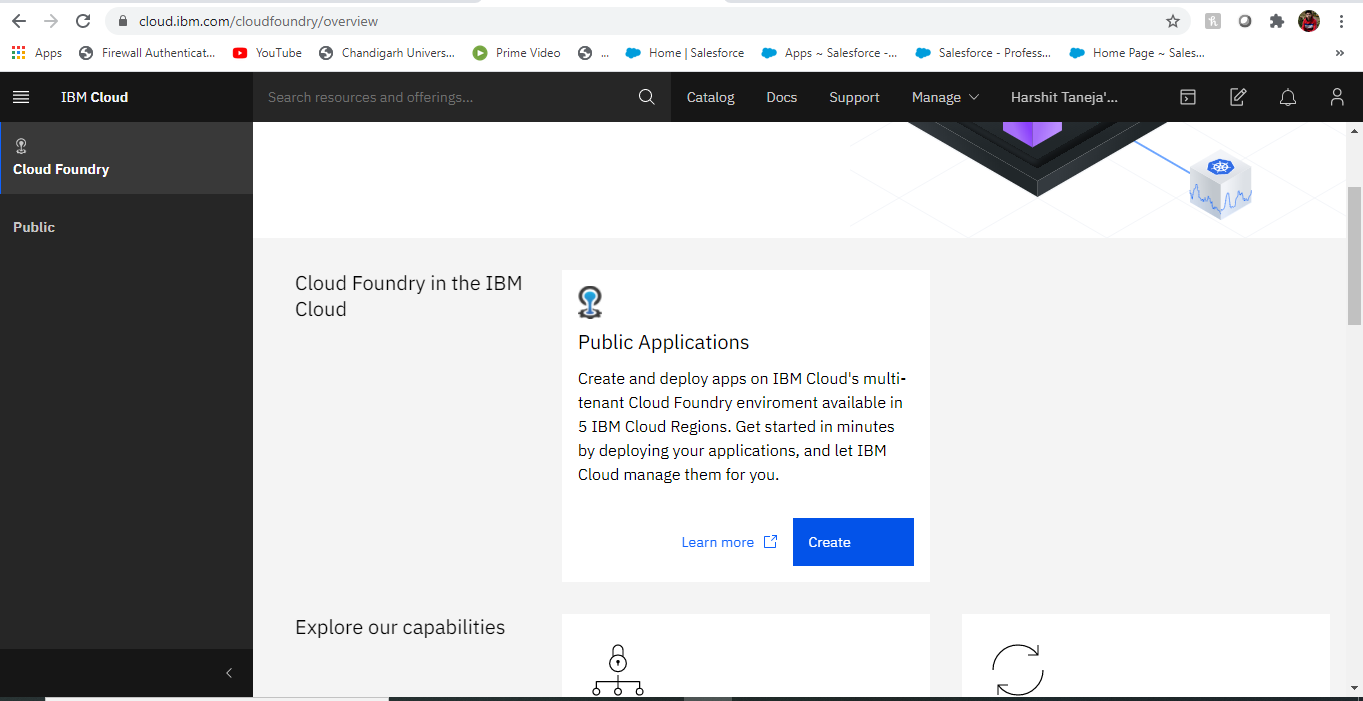 cloud.ibm.com/cloudfoundry/overview
Apps
Firewall Authenticat...
YouTube
Chandigarh Univers...
Prime Video
...
Home | Salesforce
Apps ~ Salesforce -...
Salesforce - Profess...
Home Page ~ Sales...
»
IBM Cloud
Search resources and offerings...
Catalog
Docs
Support
Manage
Harshit Taneja'...
Cloud Foundry
Public
Cloud Foundry in the IBM
Cloud
Public Applications
Create and deploy apps on IBM Cloud's multi-
tenant Cloud Foundry enviroment available in
5 IBM Cloud Regions. Get started in minutes
by deploying your applications, and let IBM
Cloud manage them for you.
Learn more
Create
Explore our capabilities